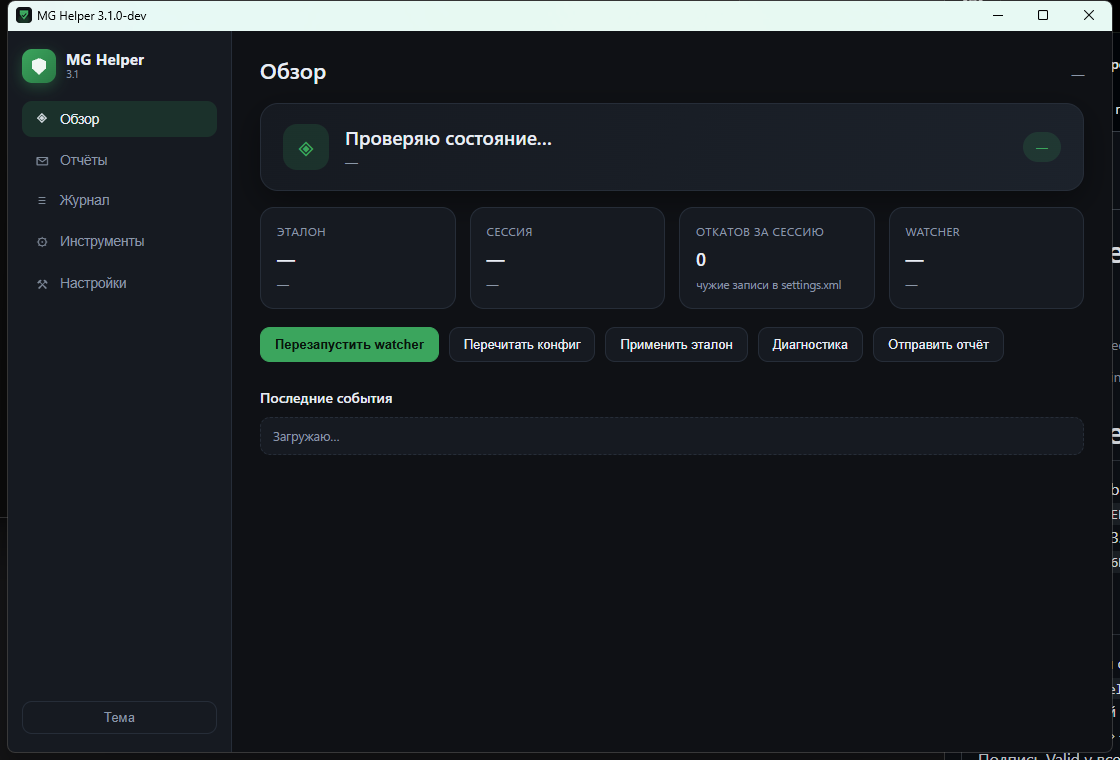 MG Helper 3.1.0-dev
MG Helper
3.1
Обзор
Отчёты
Журнал
Инструменты
Настройки
Тема
Обзор
—
Проверяю состояние...
—
—
ЭТАЛОН
—
—
СЕССИЯ
—
—
ОТКАТОВ ЗА СЕССИЮ
0
чужие записи в settings.xml
WATCHER
—
—
Перезапустить watcher
Перечитать конфиг
Применить эталон
Диагностика
Отправить отчёт
Последние события
Загружаю...